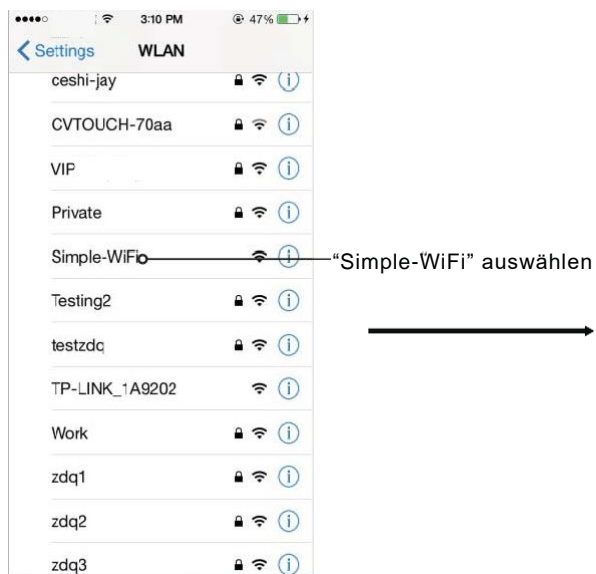 3:10 PM 47%
Settings WLAN
ceshi-jay
CVTOUCH-70aa
VIP
Private
Simple-WiFi “Simple-WiFi” auswählen
Testing2
testzdq
TP-LINK_1A9202
Work
zdq1
zdq2
zdq3